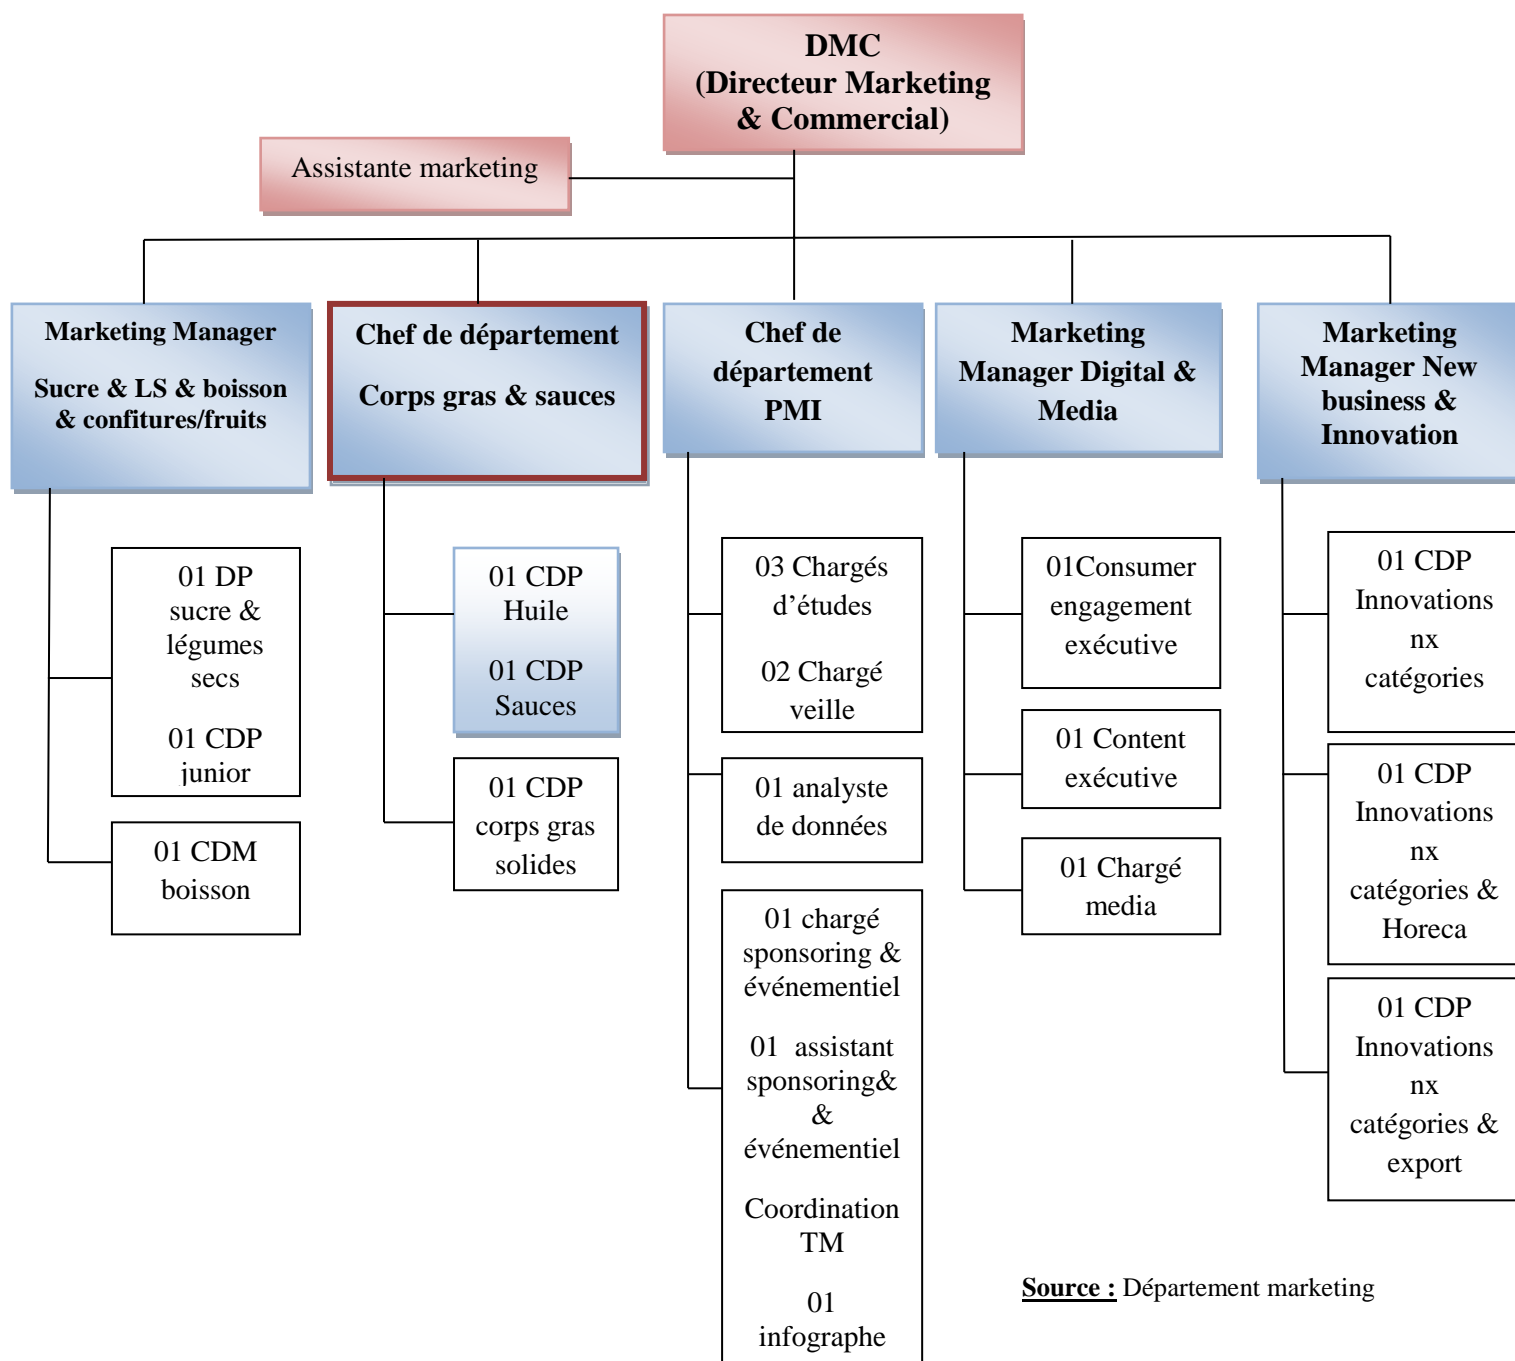 DMC
(Directeur Marketing
& Commercial)
Assistante marketing
Marketing Manager
Sucre & LS & boisson
& confitures/fruits
Chef de département
Corps gras & sauces
Chef de
département
PMI
Marketing
Manager Digital &
Media
Marketing
Manager New
business &
Innovation
01 DP
sucre &
légumes
secs
01 CDP
junior
01 CDM
boisson
01 CDP
Huile
01 CDP
Sauces
01 CDP
corps gras
solides
03 Chargés
d’études
02 Chargé
veille
01 analyste
de données
01 chargé
sponsoring &
événementiel
01 assistant
sponsoring&
&
événementiel
Coordination
TM
01
infographe
01Consumer
engagement
exécutive
01 Content
exécutive
01 Chargé
media
01 CDP
Innovations
nx
catégories
01 CDP
Innovations
nx
catégories &
Horeca
01 CDP
Innovations
nx
catégories &
export
Source : Département marketing